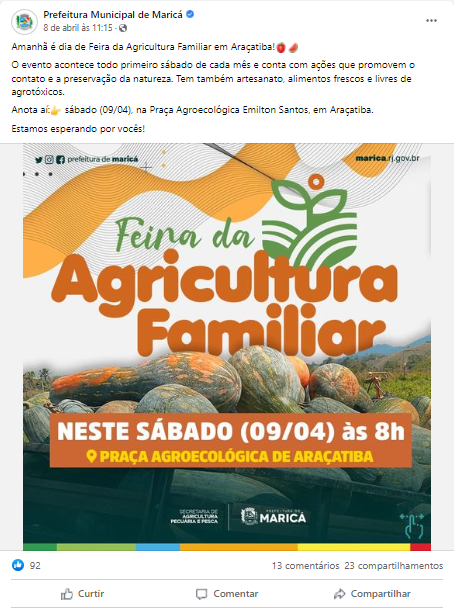 Prefeitura Municipal de Maricá
8 de abril às 11:15
Amanhã é dia de Feira da Agricultura Familiar em Araçatiba!
O evento acontece todo primeiro sábado de cada mês e conta com ações que promovem o
contato e a preservação da natureza. Tem também artesanato, alimentos frescos e livres de
agrotóxicos.
Anota aí: sábado (09/04), na Praça Agroecológica Emilton Santos, em Araçatiba.
Estamos esperando por vocês!
prefeitura de maricá
marica.rj.gov.br
Feira da
Agricultura
Familiar
NESTE SÁBADO (09/04) às 8h
PRAÇA AGROECOLÓGICA DE ARAÇATIBA
SECRETARIA DE
AGRICULTURA
PECUÁRIA E PESCA
PREFEITURA DE
MARICÁ
92
13 comentários 23 compartilhamentos
Curtir
Comentar
Compartilhar